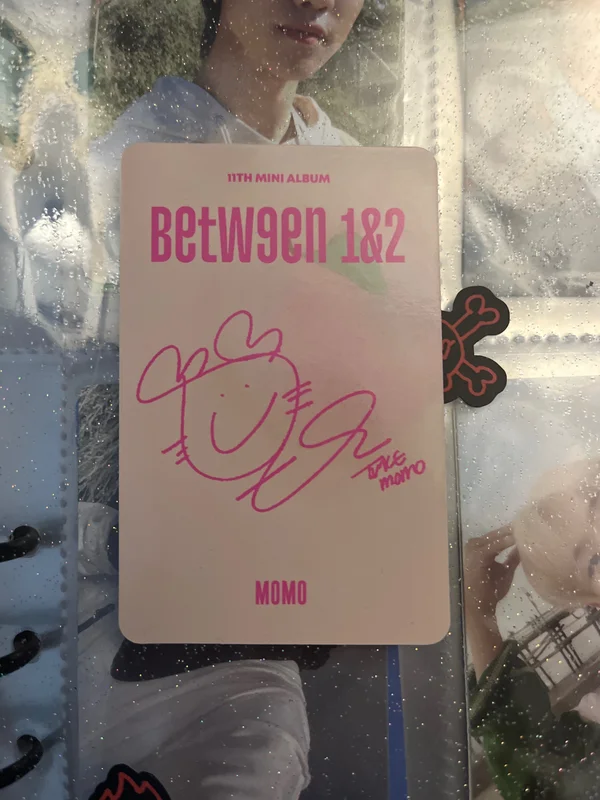 11TH MINI ALBUM
BetW9en 1&2
TWICE
momo
MOMO